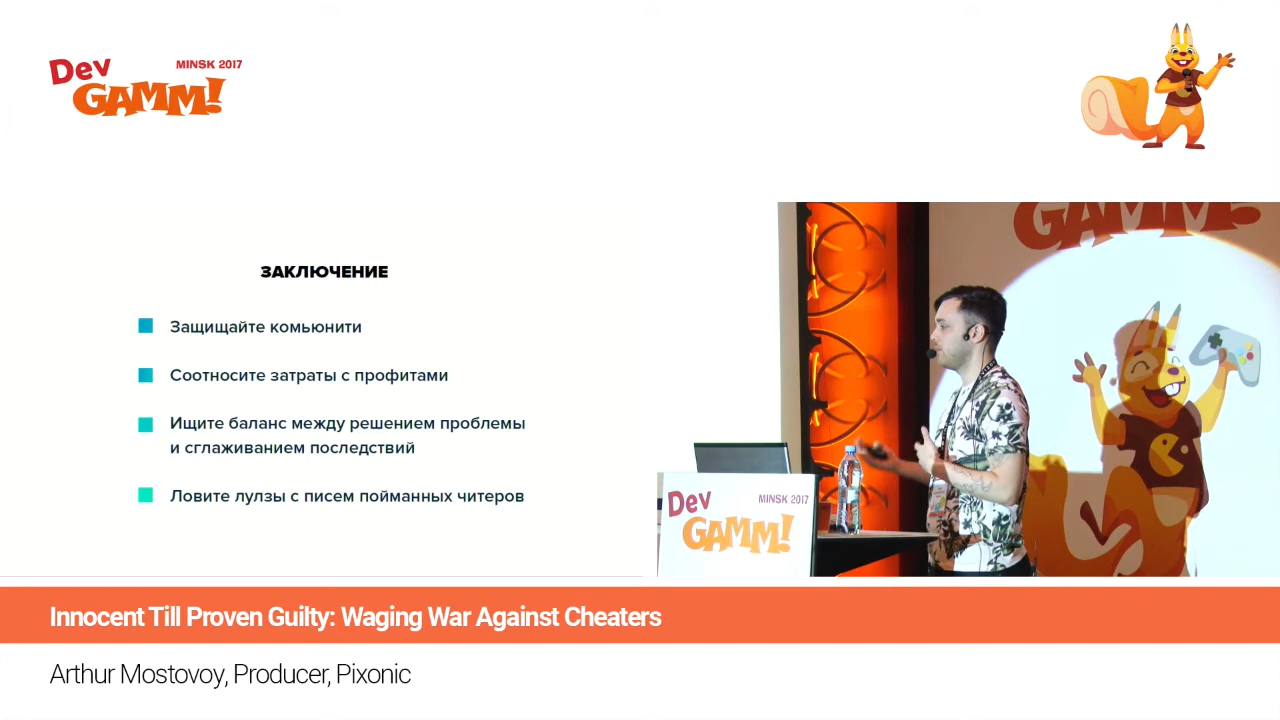 Dev
MINSK 2017
GAMM!
GAMM!
ЗАКЛЮЧЕНИЕ
Защищайте комьюнити
Соотносите затраты с профитами
Ищите баланс между решением проблемы
и сглаживанием последствий
Ловите лулзы с писем пойманных читеров
Dev
MINSK 2017
GAMM!
Innocent Till Proven Guilty: Waging War Against Cheaters
Arthur Mostovoy, Producer, Pixonic